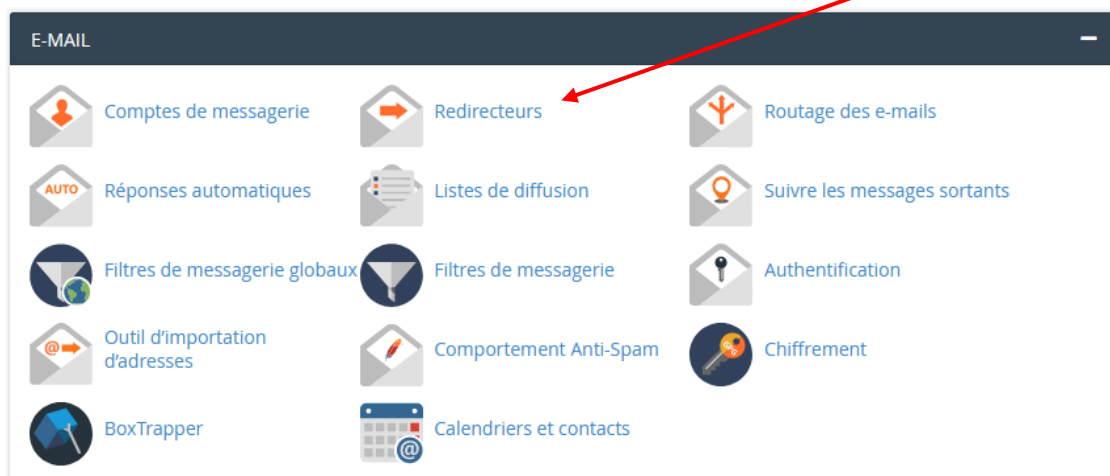 E-MAIL
Comptes de messagerie
Redirecteurs
Routage des e-mails
AUTO
Réponses automatiques
Listes de diffusion
Suivre les messages sortants
Filtres de messagerie globaux
Filtres de messagerie
Authentification
@
Outil d’importation
d’adresses
Comportement Anti-Spam
GPG
Chiffrement
BoxTrapper
@
Calendriers et contacts